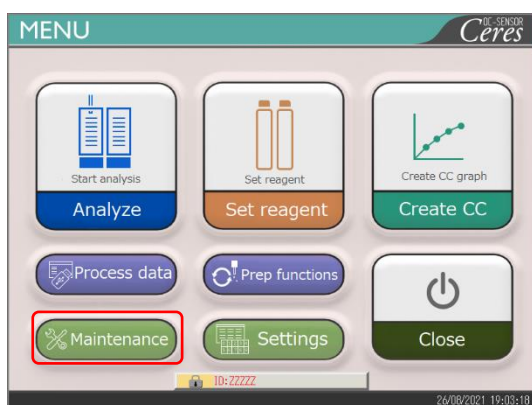 MENU
OC-SENSOR
Ceres
Start analysis
Analyze
Set reagent
Set reagent
Create CC graph
Create CC
Process data
Prep functions
Maintenance
Settings
Close
ID:ZZZZZ
26/08/2021 19:03:18